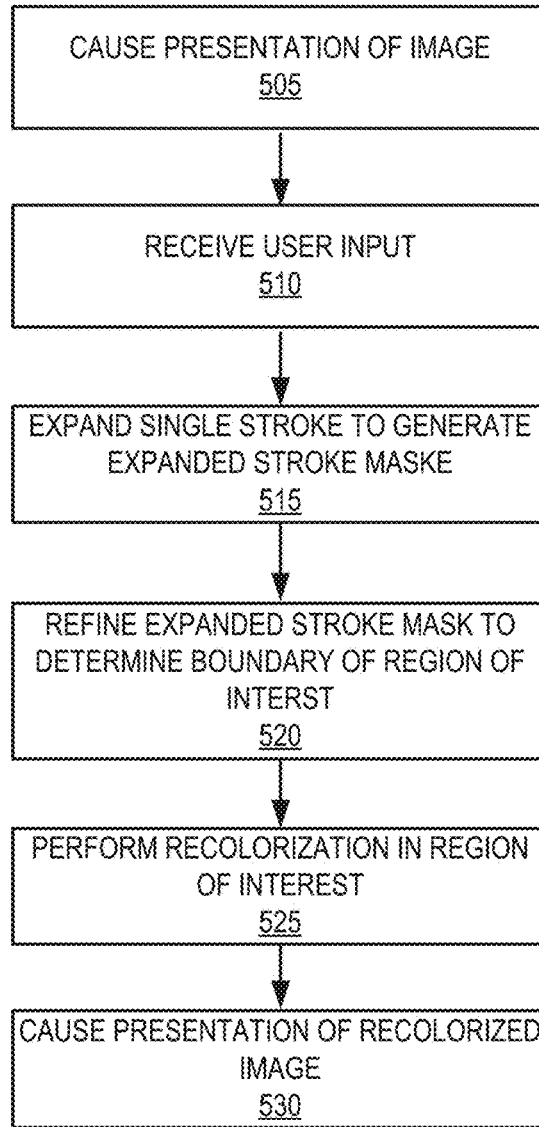 CAUSE PRESENTATION OF IMAGE
505
RECEIVE USER INPUT
510
EXPAND SINGLE STROKE TO GENERATE
EXPANDED STROKE MASKE
515
REFINE EXPANDED STROKE MASK TO
DETERMINE BOUNDARY OF REGION OF
INTERST
520
PERFORM RECOLORIZATION IN REGION
OF INTEREST
525
CAUSE PRESENTATION OF RECOLORIZED
IMAGE
530